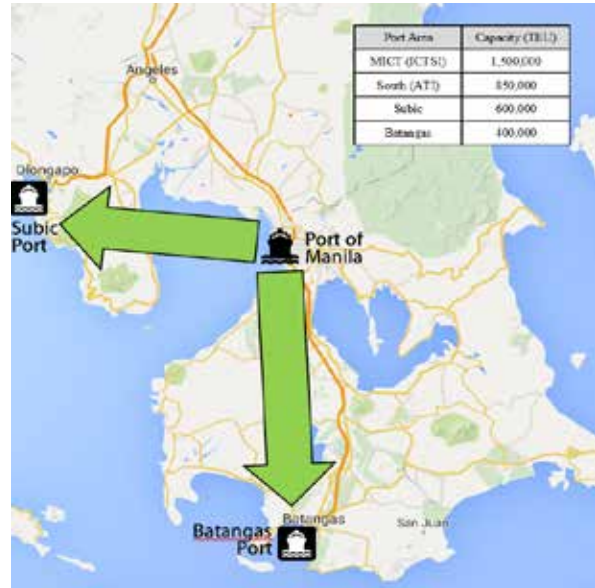 Port Area Capacity (TEU)
MICT (ICTSI) 1,500,000
South (ATI) 850,000
Subic 600,000
Batangas 400,000
Angeles
Olongapo
Subic
Port
Port of
Manila
Batangas
Batangas
Port
San Juan